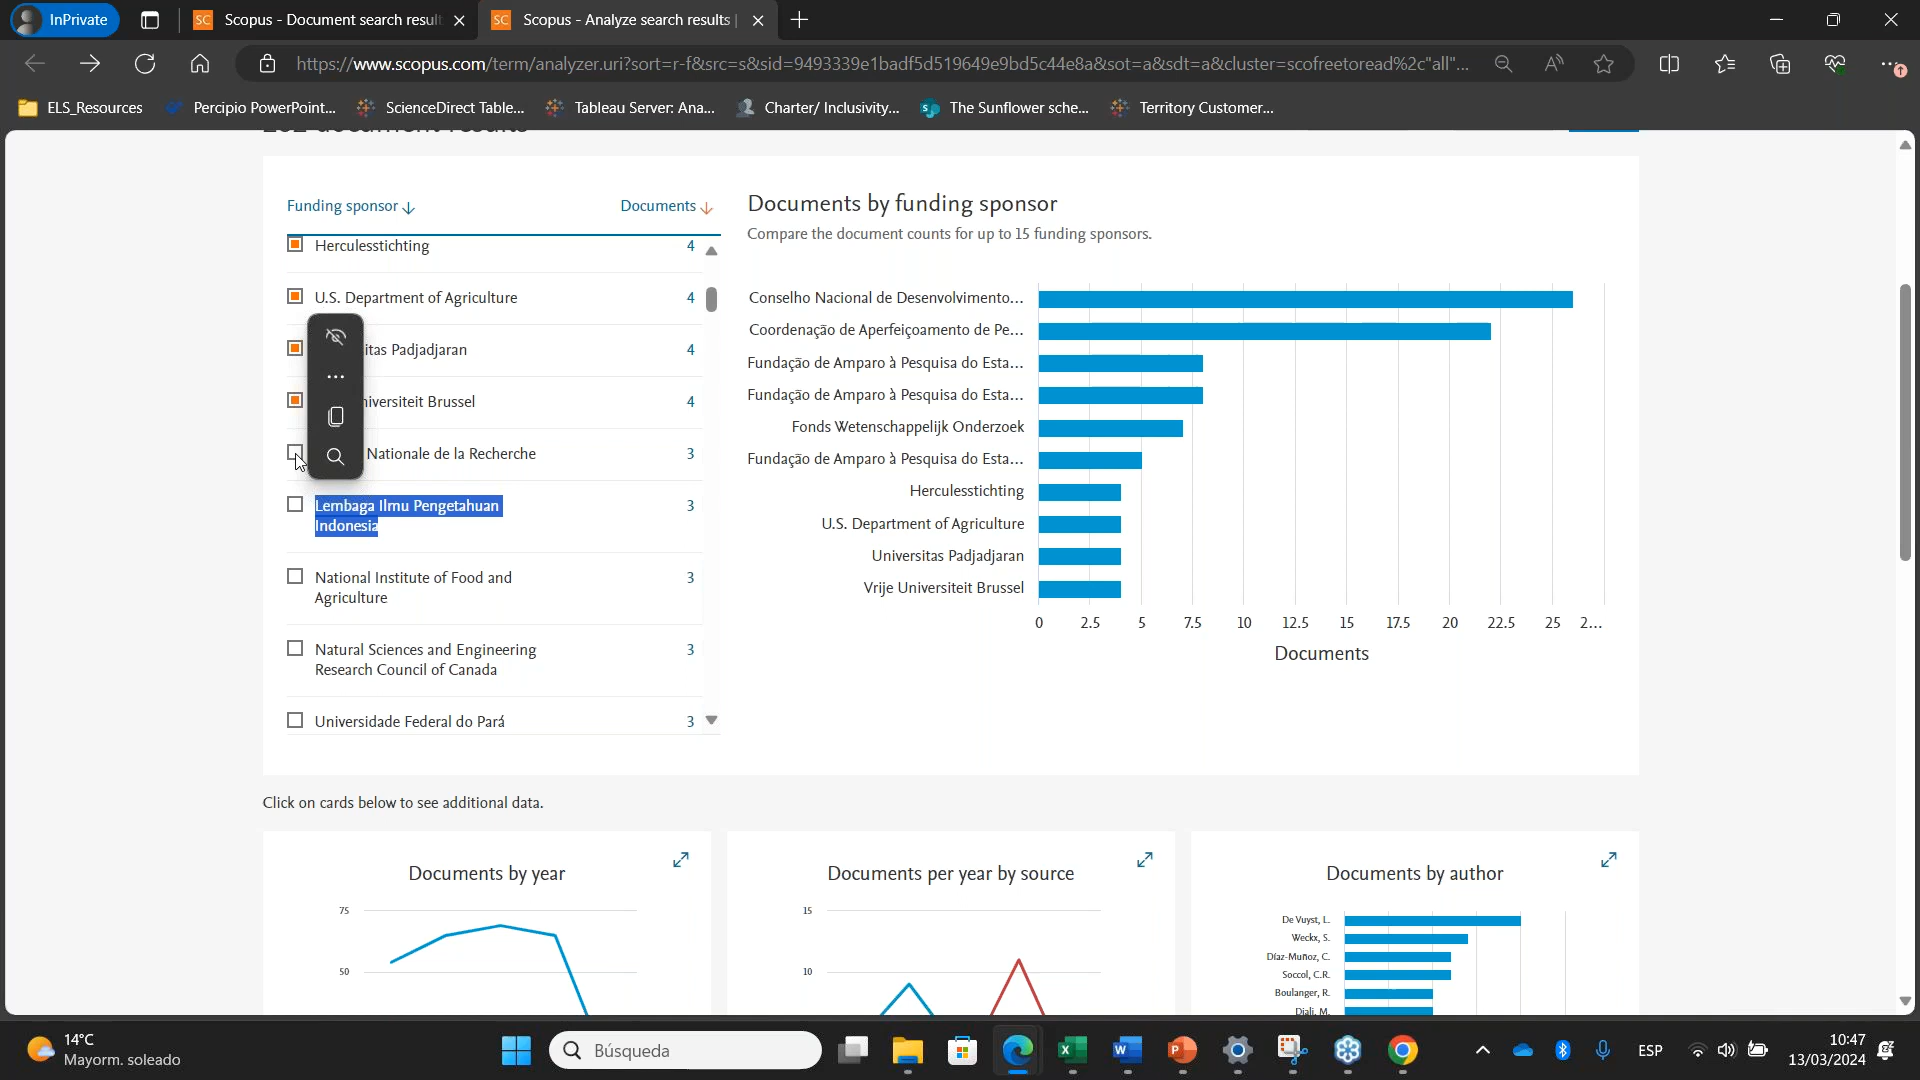 InPrivate
SC Scopus - Document search result
SC Scopus - Analyze search results |
https://www.scopus.com/term/analyzer.uri?sort=r-f&src=s&sid=9493339e1badf5d519649e9bd5c44e8a&sot=a&sdt=a&cluster=scofreetoread%2c"all"...
ELS_Resources
Percipio PowerPoint...
ScienceDirect Table...
Tableau Server: Ana...
Charter/ Inclusivity...
The Sunflower sche...
Territory Customer...
Funding sponsor
Documents
Herculesstichting 4
U.S. Department of Agriculture 4
itas Padjadjaran 4
niversiteit Brussel 4
Nationale de la Recherche 3
Lembaga Ilmu Pengetahuan 3
Indonesia
National Institute of Food and 3
Agriculture
Natural Sciences and Engineering 3
Research Council of Canada
Universidade Federal do Pará 3
Documents by funding sponsor
Compare the document counts for up to 15 funding sponsors.
Conselho Nacional de Desenvolvimento...
Coordenação de Aperfeiçoamento de Pe...
Fundação de Amparo à Pesquisa do Esta...
Fundação de Amparo à Pesquisa do Esta...
Fonds Wetenschappelijk Onderzoek
Fundação de Amparo à Pesquisa do Esta...
Herculesstichting
U.S. Department of Agriculture
Universitas Padjadjaran
Vrije Universiteit Brussel
0 2.5 5 7.5 10 12.5 15 17.5 20 22.5 25 2...
Documents
Click on cards below to see additional data.
Documents by year
75
50
Documents per year by source
15
10
Documents by author
De Vuyst, L.
Weckx, S.
Díaz-Muñoz, C.
Soccol, C.R.
Boulanger, R.
Djali, M.
14°C
Mayorm. soleado
Búsqueda
ESP
10:47
13/03/2024